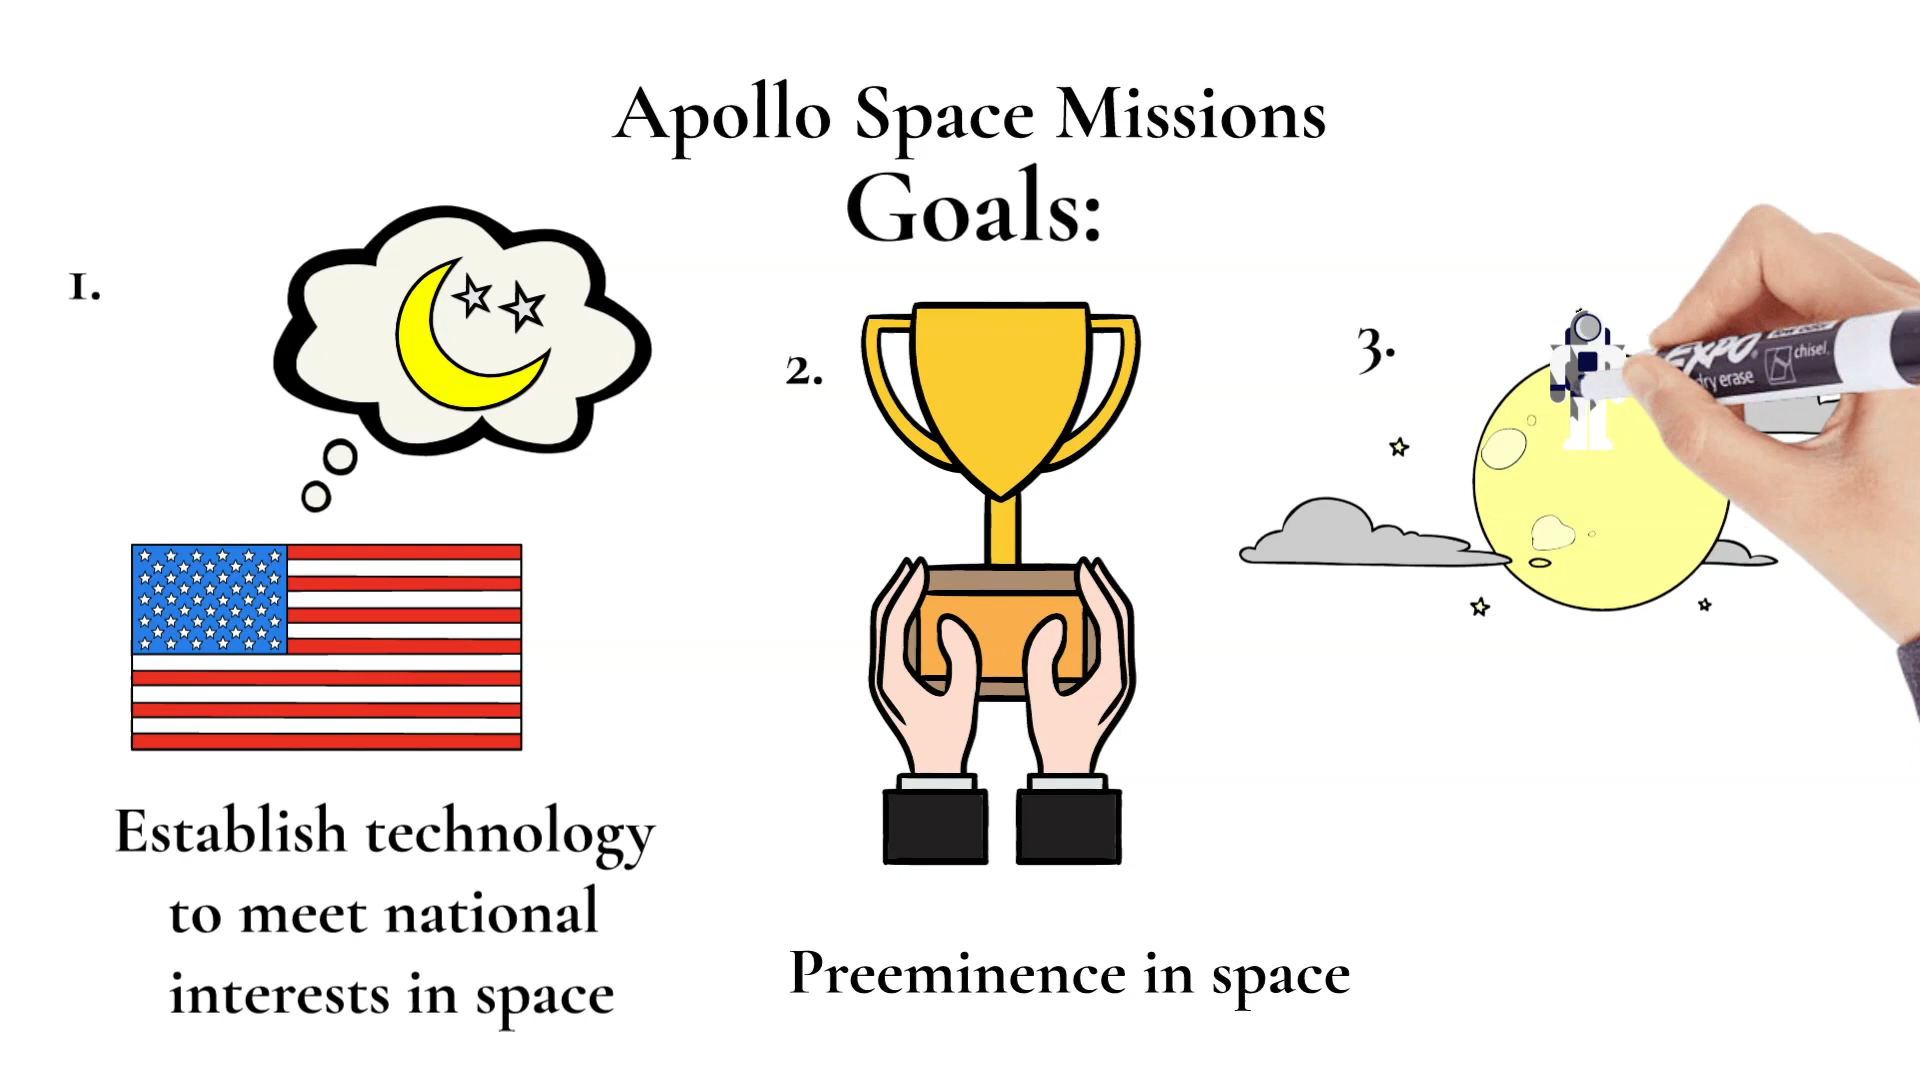 Apollo Space Missions
Goals:
1.
2.
3.
EXPO
dry erase
chisel
Establish technology
to meet national
interests in space
Preeminence in space